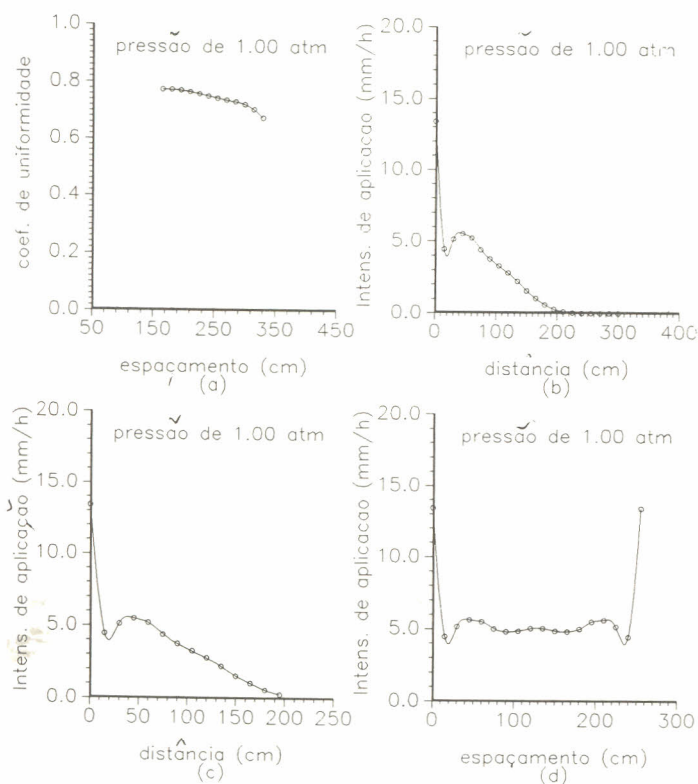 coef. de uniformidade
1.0
0.8
0.6
0.4
0.2
0.0
pressão de 1.00 atm
50 150 250 350 450
espaçamento (cm)
(a)
Intens. de aplicacao (mm/h)
20.0
15.0
10.0
5.0
0.0
pressão de 1.00 atm
0 100 200 300 400
distância (cm)
(b)
Intens. de aplicação (mm/h)
20.0
15.0
10.0
5.0
0.0
pressão de 1.00 atm
0 50 100 150 200 250
distância (cm)
(c)
Intens. de aplicacao (mm/h)
20.0
15.0
10.0
5.0
0.0
pressão de 1.00 atm
0 100 200 300
espaçamento (cm)
(d)